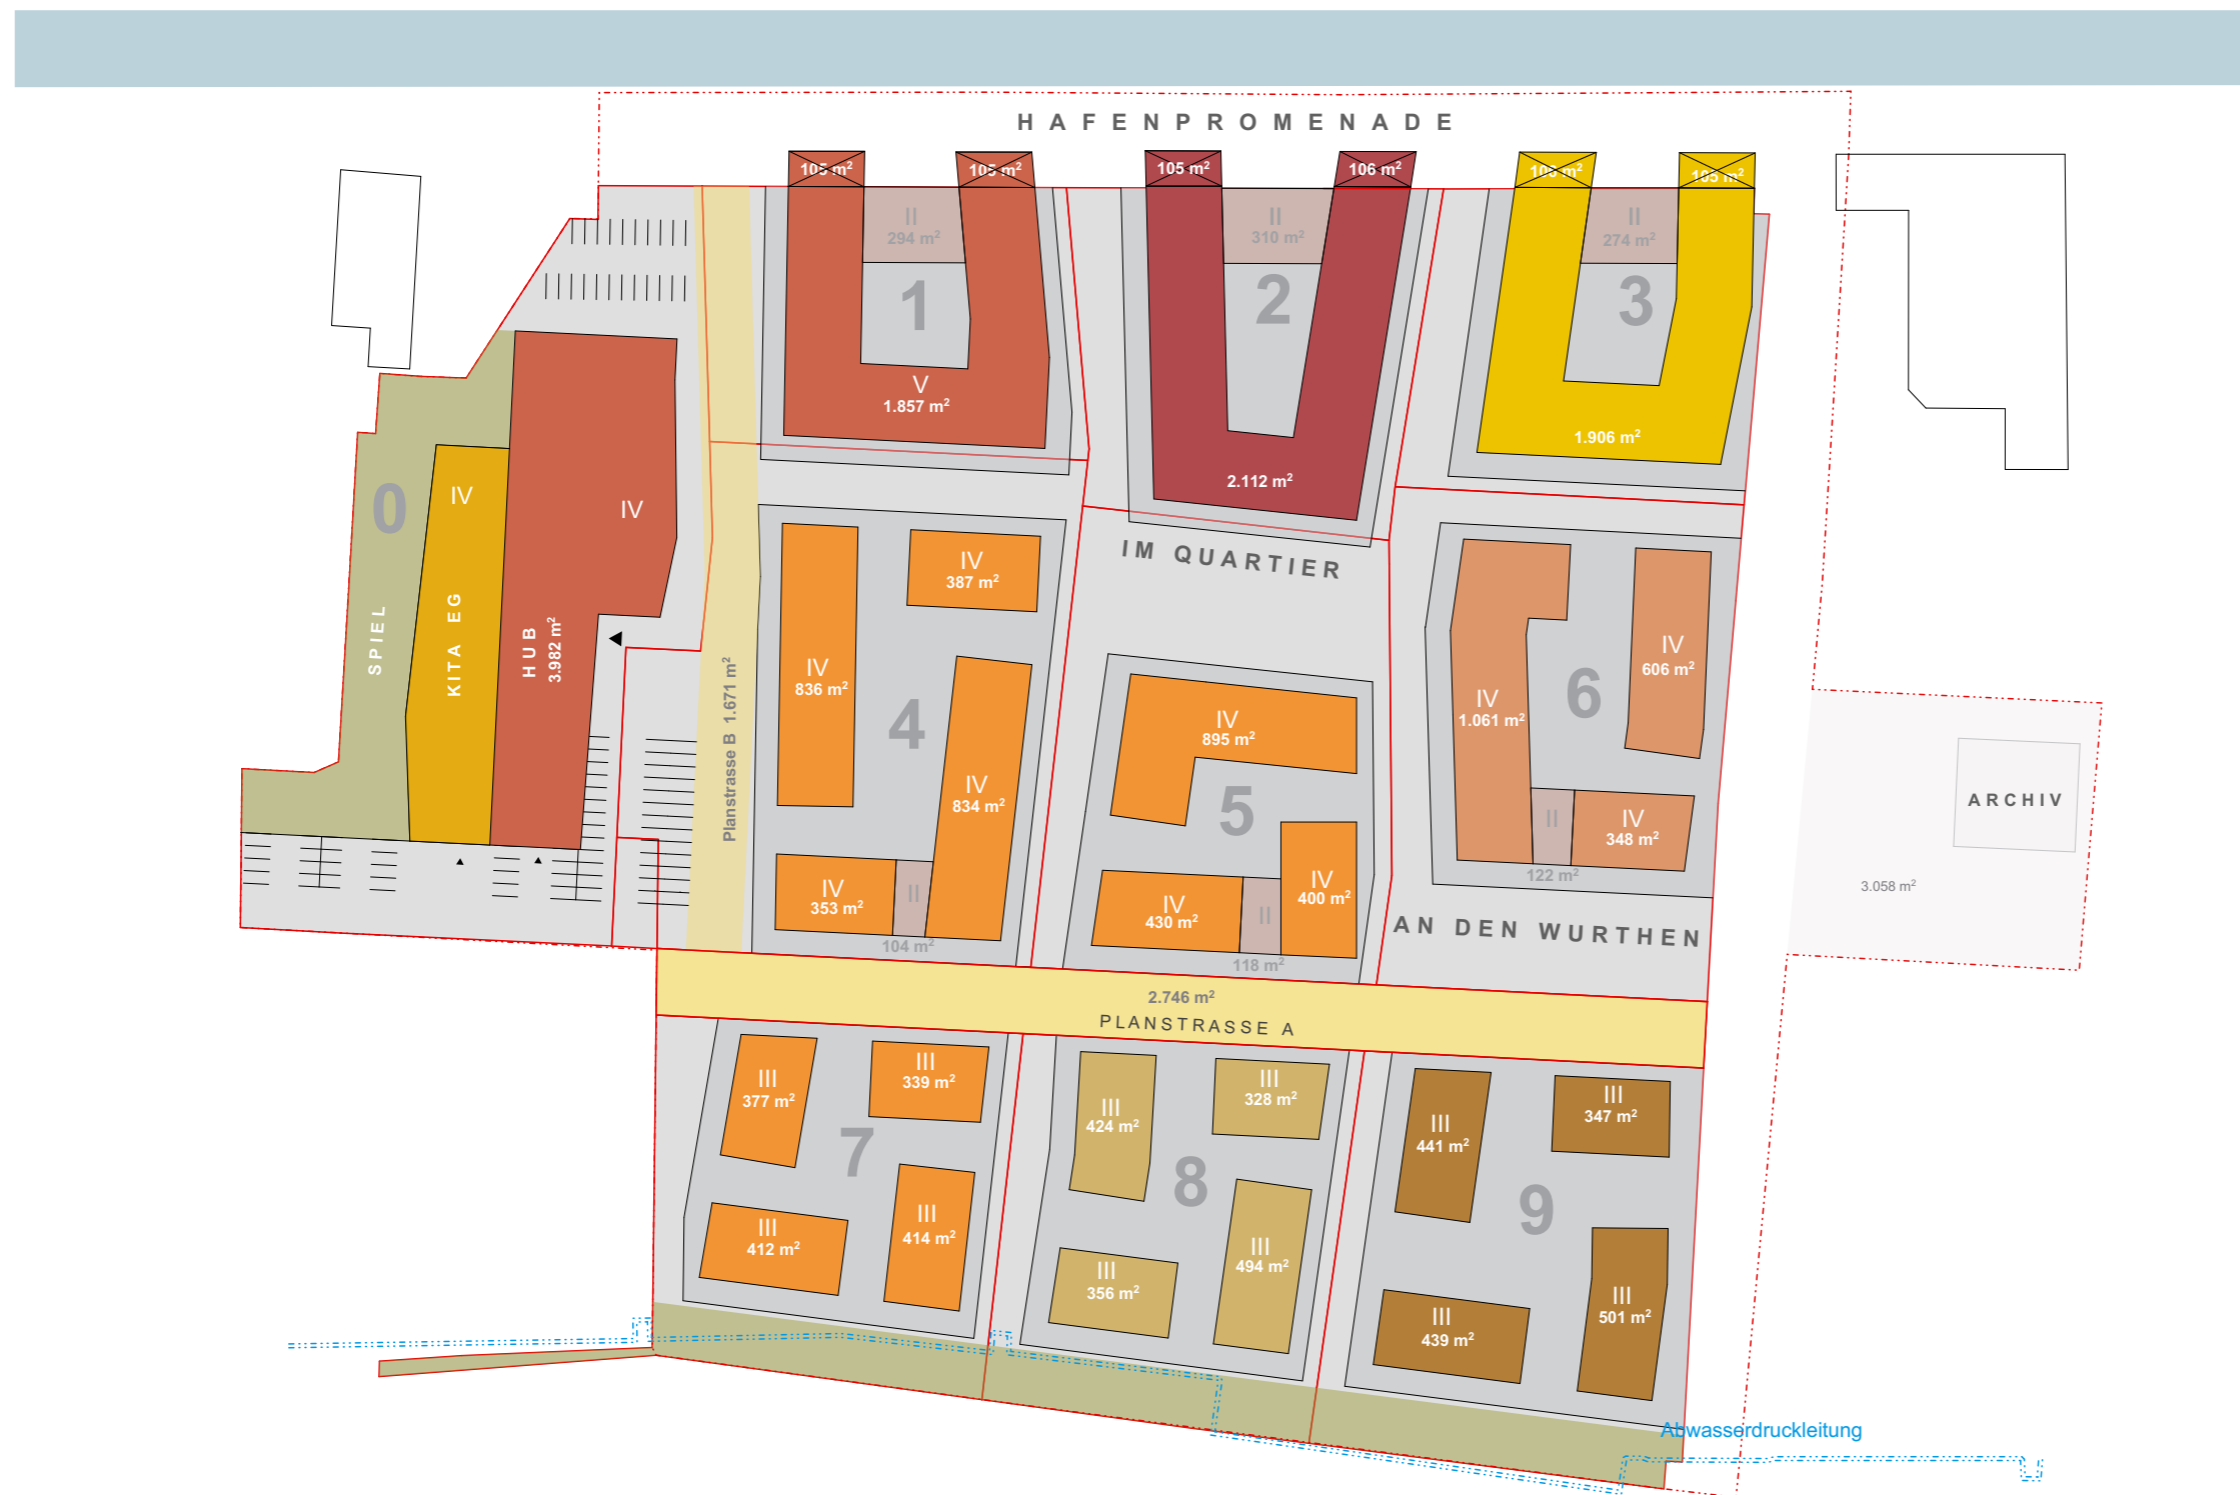 HAFENPROMENADE
105 m²
105 m²
105 m²
106 m²
106 m²
105 m²
II
294 m²
1
V
1.857 m²
II
310 m²
2
2.112 m²
II
274 m²
3
1.906 m²
0
SPIEL
IV
KITA EG
IV
HUB
3.982 m²
Planstrasse B 1.671 m²
IV
836 m²
IV
387 m²
4
IV
834 m²
IV
353 m²
II
104 m²
IM QUARTIER
IV
895 m²
5
IV
430 m²
II
118 m²
IV
400 m²
IV
1.061 m²
6
IV
606 m²
II
122 m²
IV
348 m²
AN DEN WURTHEN
ARCHIV
3.058 m²
2.746 m²
PLANSTRASSE A
III
377 m²
III
339 m²
7
III
412 m²
III
414 m²
III
424 m²
III
328 m²
8
III
356 m²
III
494 m²
III
441 m²
III
347 m²
9
III
439 m²
III
501 m²
Abwasserdruckleitung